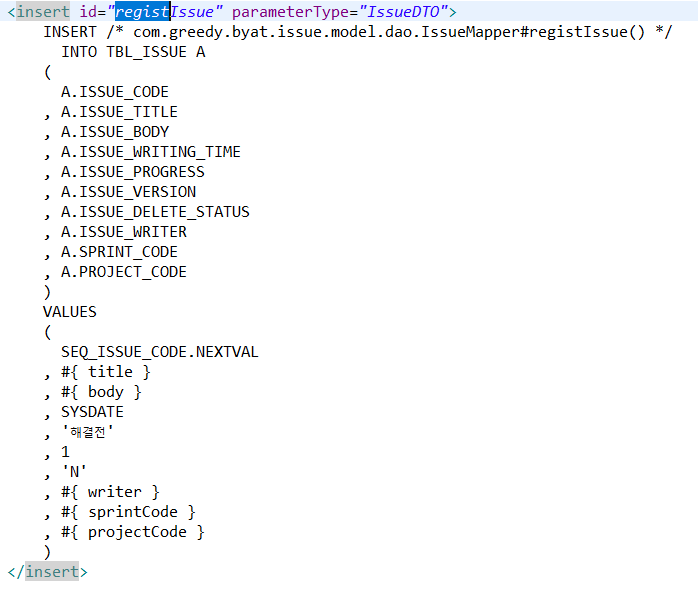 <insert id="registIssue" parameterType="IssueDTO">
INSERT /* com.greedy.byat.issue.model.dao.IssueMapper#registIssue() */
INTO TBL_ISSUE A
(
A.ISSUE_CODE
, A.ISSUE_TITLE
, A.ISSUE_BODY
, A.ISSUE_WRITING_TIME
, A.ISSUE_PROGRESS
, A.ISSUE_VERSION
, A.ISSUE_DELETE_STATUS
, A.ISSUE_WRITER
, A.SPRINT_CODE
, A.PROJECT_CODE
)
VALUES
(
SEQ_ISSUE_CODE.NEXTVAL
, #{ title }
, #{ body }
, SYSDATE
, '해결전'
, 1
, 'N'
, #{ writer }
, #{ sprintCode }
, #{ projectCode }
)
</insert>